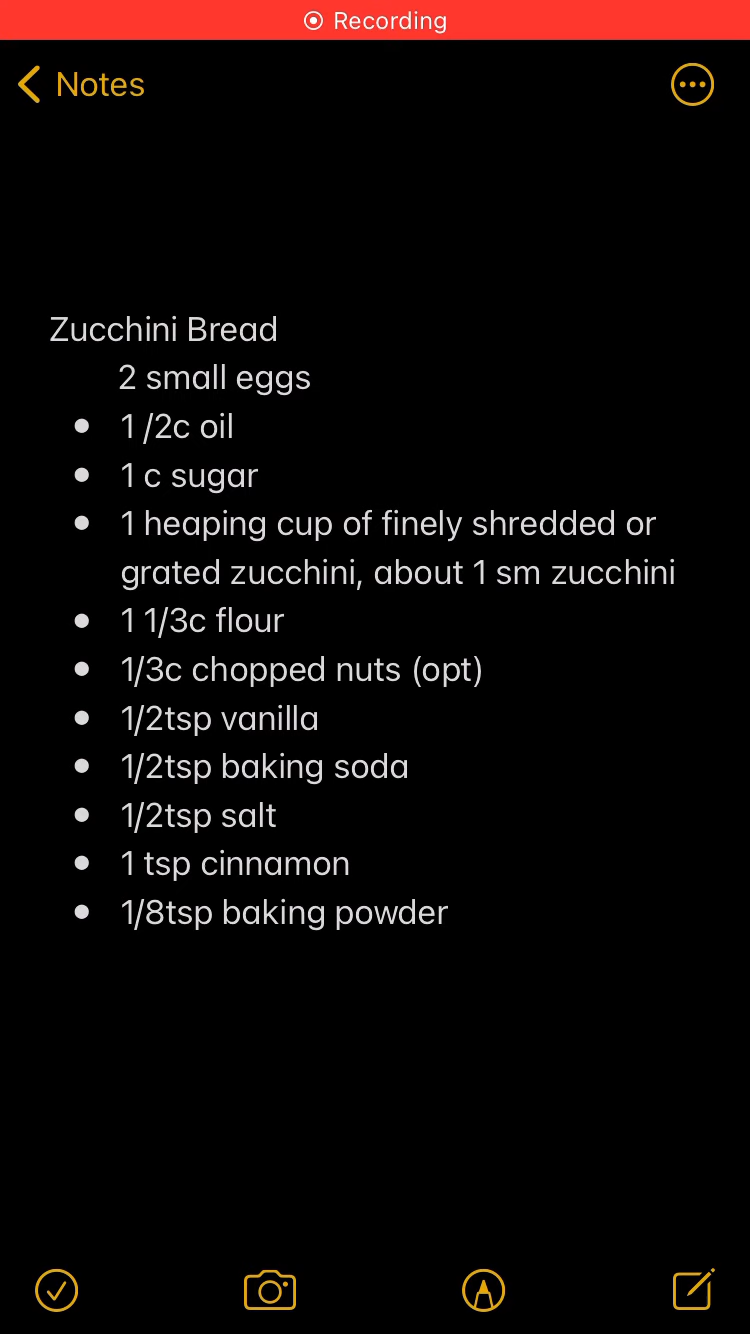 Recording
Notes
Zucchini Bread
2 small eggs
• 1 /2c oil
• 1 c sugar
• 1 heaping cup of finely shredded or
grated zucchini, about 1 sm zucchini
• 1 1/3c flour
• 1/3c chopped nuts (opt)
• 1/2tsp vanilla
• 1/2tsp baking soda
• 1/2tsp salt
• 1 tsp cinnamon
• 1/8tsp baking powder